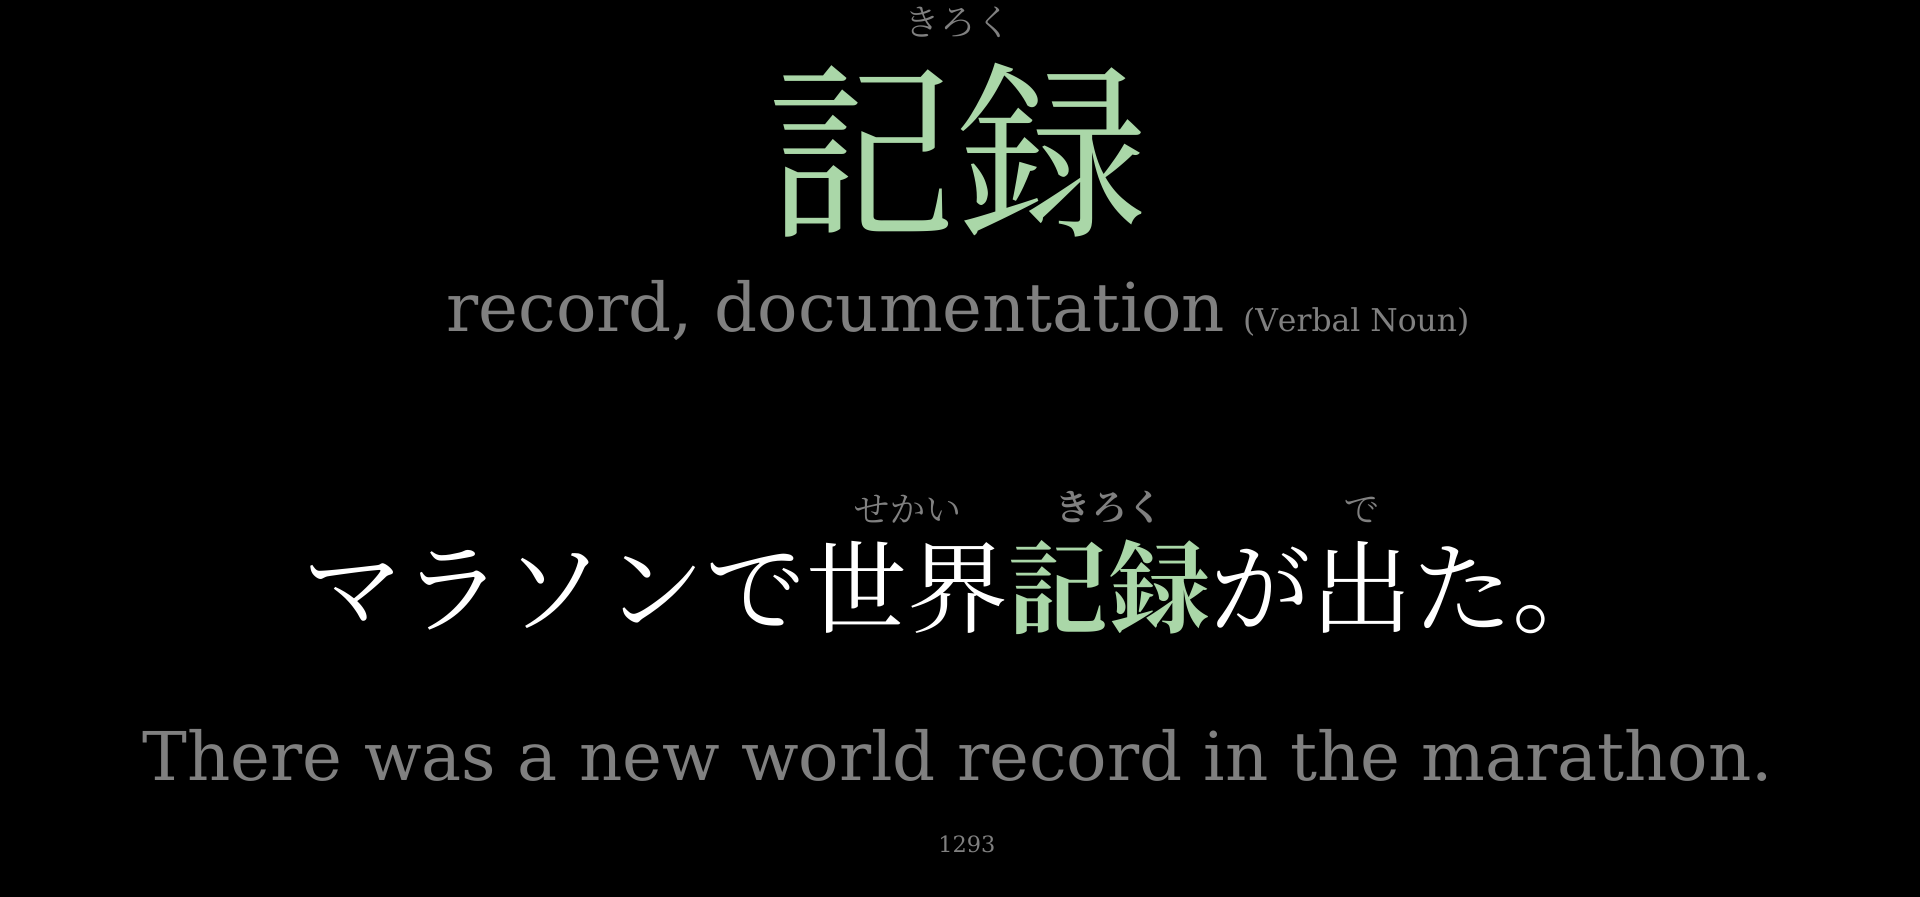 きろく
記録
record, documentation (Verbal Noun)
せかい きろく で
マラソンで世界記録が出た。
There was a new world record in the marathon.
1293